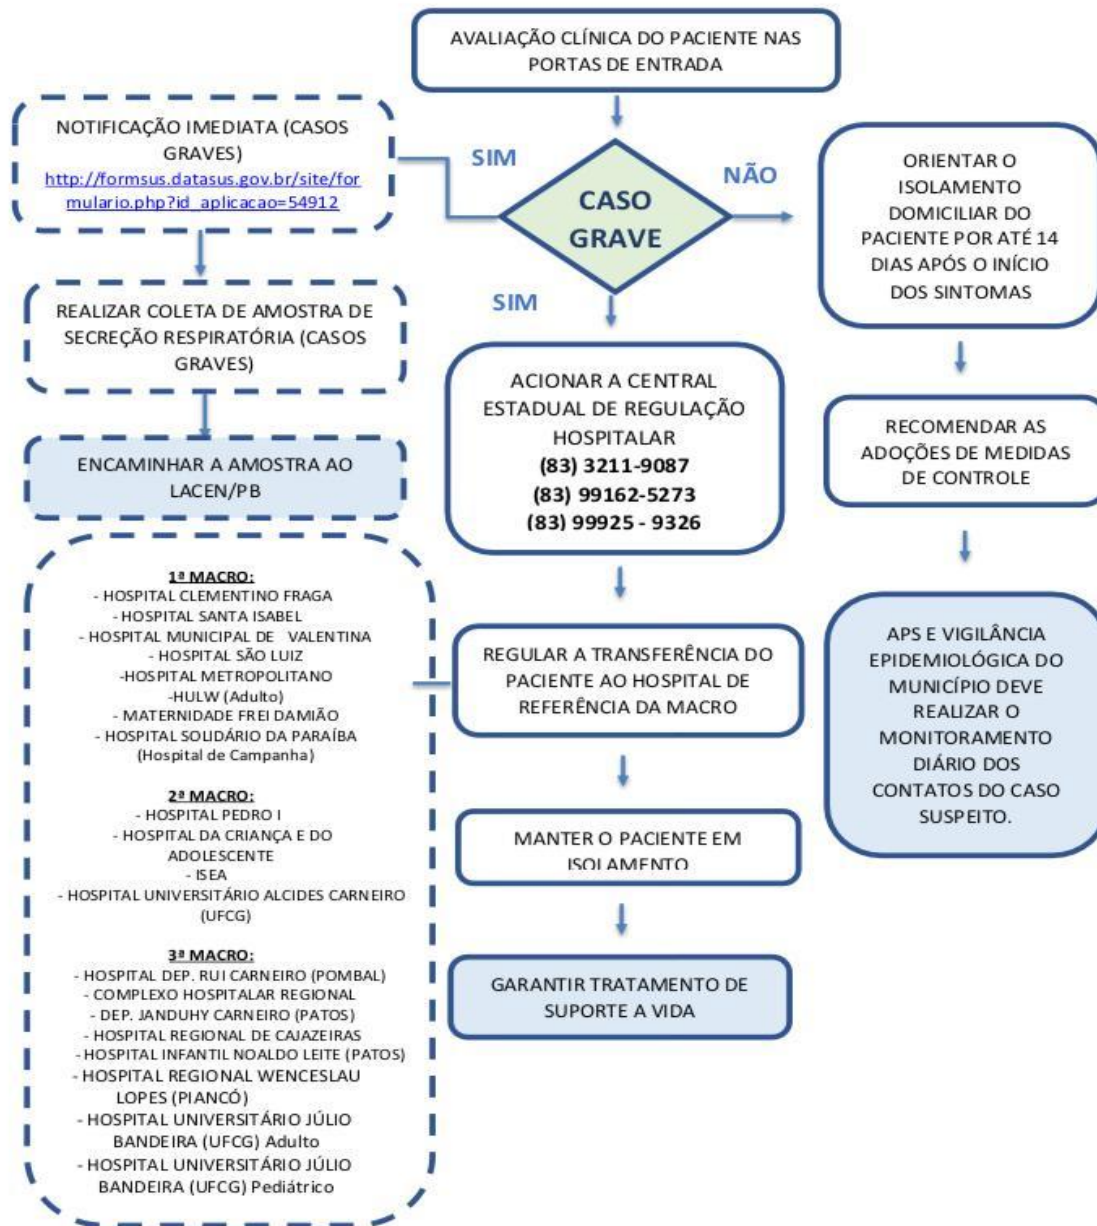 AVALIAÇÃO CLÍNICA DO PACIENTE NAS
PORTAS DE ENTRADA
NOTIFICAÇÃO IMEDIATA (CASOS
GRAVES)
http://formsus.datasus.gov.br/site/for
mulario.php?id_aplicacao=54912
SIM
CASO
GRAVE
NÃO
SIM
REALIZAR COLETA DE AMOSTRA DE
SECREÇÃO RESPIRATÓRIA (CASOS
GRAVES)
ENCAMINHAR A AMOSTRA AO
LACEN/PB
ACIONAR A CENTRAL
ESTADUAL DE REGULAÇÃO
HOSPITALAR
(83) 3211-9087
(83) 99162-5273
(83) 99925 - 9326
REGULAR A TRANSFERÊNCIA DO
PACIENTE AO HOSPITAL DE
REFERÊNCIA DA MACRO
1ª MACRO:
- HOSPITAL CLEMENTINO FRAGA
- HOSPITAL SANTA ISABEL
- HOSPITAL MUNICIPAL DE VALENTINA
- HOSPITAL SÃO LUIZ
-HOSPITAL METROPOLITANO
-HULW (Adulto)
- MATERNIDADE FREI DAMIÃO
- HOSPITAL SOLIDÁRIO DA PARAÍBA
(Hospital de Campanha)
2ª MACRO:
- HOSPITAL PEDRO I
- HOSPITAL DA CRIANÇA E DO
ADOLESCENTE
- ISEA
- HOSPITAL UNIVERSITÁRIO ALCIDES CARNEIRO
(UFCG)
3ª MACRO:
- HOSPITAL DEP. RUI CARNEIRO (POMBAL)
- COMPLEXO HOSPITALAR REGIONAL
- DEP. JANDUHY CARNEIRO (PATOS)
- HOSPITAL REGIONAL DE CAJAZEIRAS
- HOSPITAL INFANTIL NOALDO LEITE (PATOS)
- HOSPITAL REGIONAL WENCESLAU
LOPES (PIANCÓ)
- HOSPITAL UNIVERSITÁRIO JÚLIO
BANDEIRA (UFCG) Adulto
- HOSPITAL UNIVERSITÁRIO JÚLIO
BANDEIRA (UFCG) Pediátrico
MANTER O PACIENTE EM
ISOLAMENTO
GARANTIR TRATAMENTO DE
SUPORTE A VIDA
ORIENTAR O
ISOLAMENTO
DOMICILIAR DO
PACIENTE POR ATÉ 14
DIAS APÓS O INÍCIO
DOS SINTOMAS
RECOMENDAR AS
ADOÇÕES DE MEDIDAS
DE CONTROLE
APS E VIGILÂNCIA
EPIDEMIOLÓGICA DO
MUNICÍPIO DEVE
REALIZAR O
MONITORAMENTO
DIÁRIO DOS
CONTATOS DO CASO
SUSPEITO.